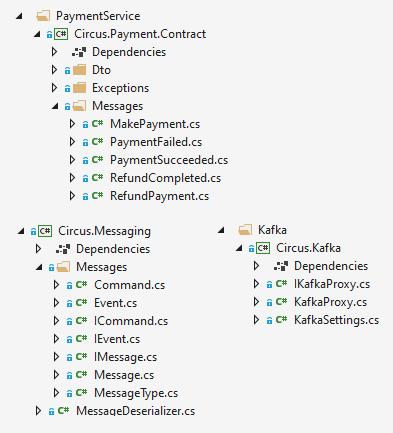 PaymentService
C# Circus.Payment.Contract
Dependencies
Dto
Exceptions
Messages
C# MakePayment.cs
C# PaymentFailed.cs
C# PaymentSucceeded.cs
C# RefundCompleted.cs
C# RefundPayment.cs
C# Circus.Messaging
Dependencies
Messages
C# Command.cs
C# Event.cs
C# ICommand.cs
C# IEvent.cs
C# IMessage.cs
C# Message.cs
C# MessageType.cs
C# MessageDeserializer.cs
Kafka
C# Circus.Kafka
Dependencies
C# IKafkaProxy.cs
C# KafkaProxy.cs
C# KafkaSettings.cs